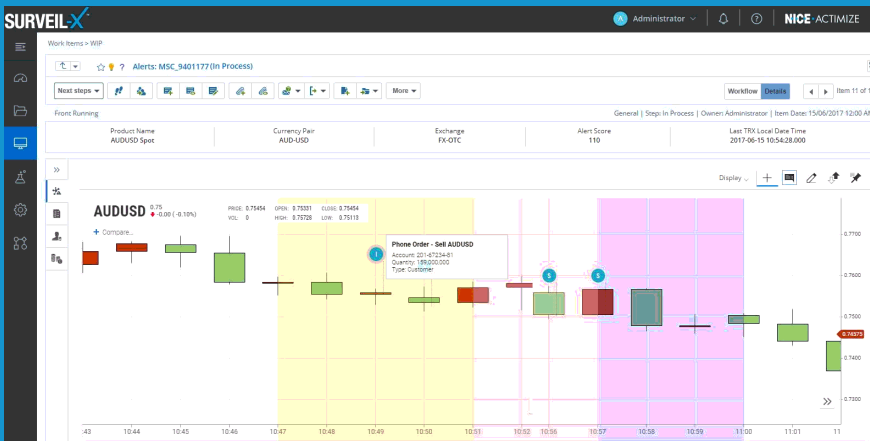 SURVEIL-X
A Administrator
NICE·ACTIMIZE
Work Items > WIP
? Alerts: MSC_9401177 (In Process)
Next steps
More
Workflow Details
Item 11 of 1
Front Running
General | Step: In Process | Owner: Administrator | Item Date: 15/06/2017 12:00 AM
Product Name Currency Pair Exchange Alert Score Last TRX Local Date Time
AUDUSD Spot AUD-USD FX-OTC 110 2017-06-15 10:54:28.000
Display
AUDUSD 0.75
-0.00 ( -0.10%)
PRICE: 0.75454 OPEN: 0.75331 CLOSE: 0.75454
VOL: 0 HIGH: 0.75728 LOW: 0.75113
+ Compare...
Phone Order - Sell AUDUSD
Account: 201-67234-81
Quantity: 159,000,000
Type: Customer
I
$ $
0.7700
0.7600
0.7500
0.74575
0.7400
0.7300
:43 10:44 10:45 10:46 10:47 10:48 10:49 10:50 10:51 10:52 10:56 10:57 10:58 10:59 11:00 11:01 11